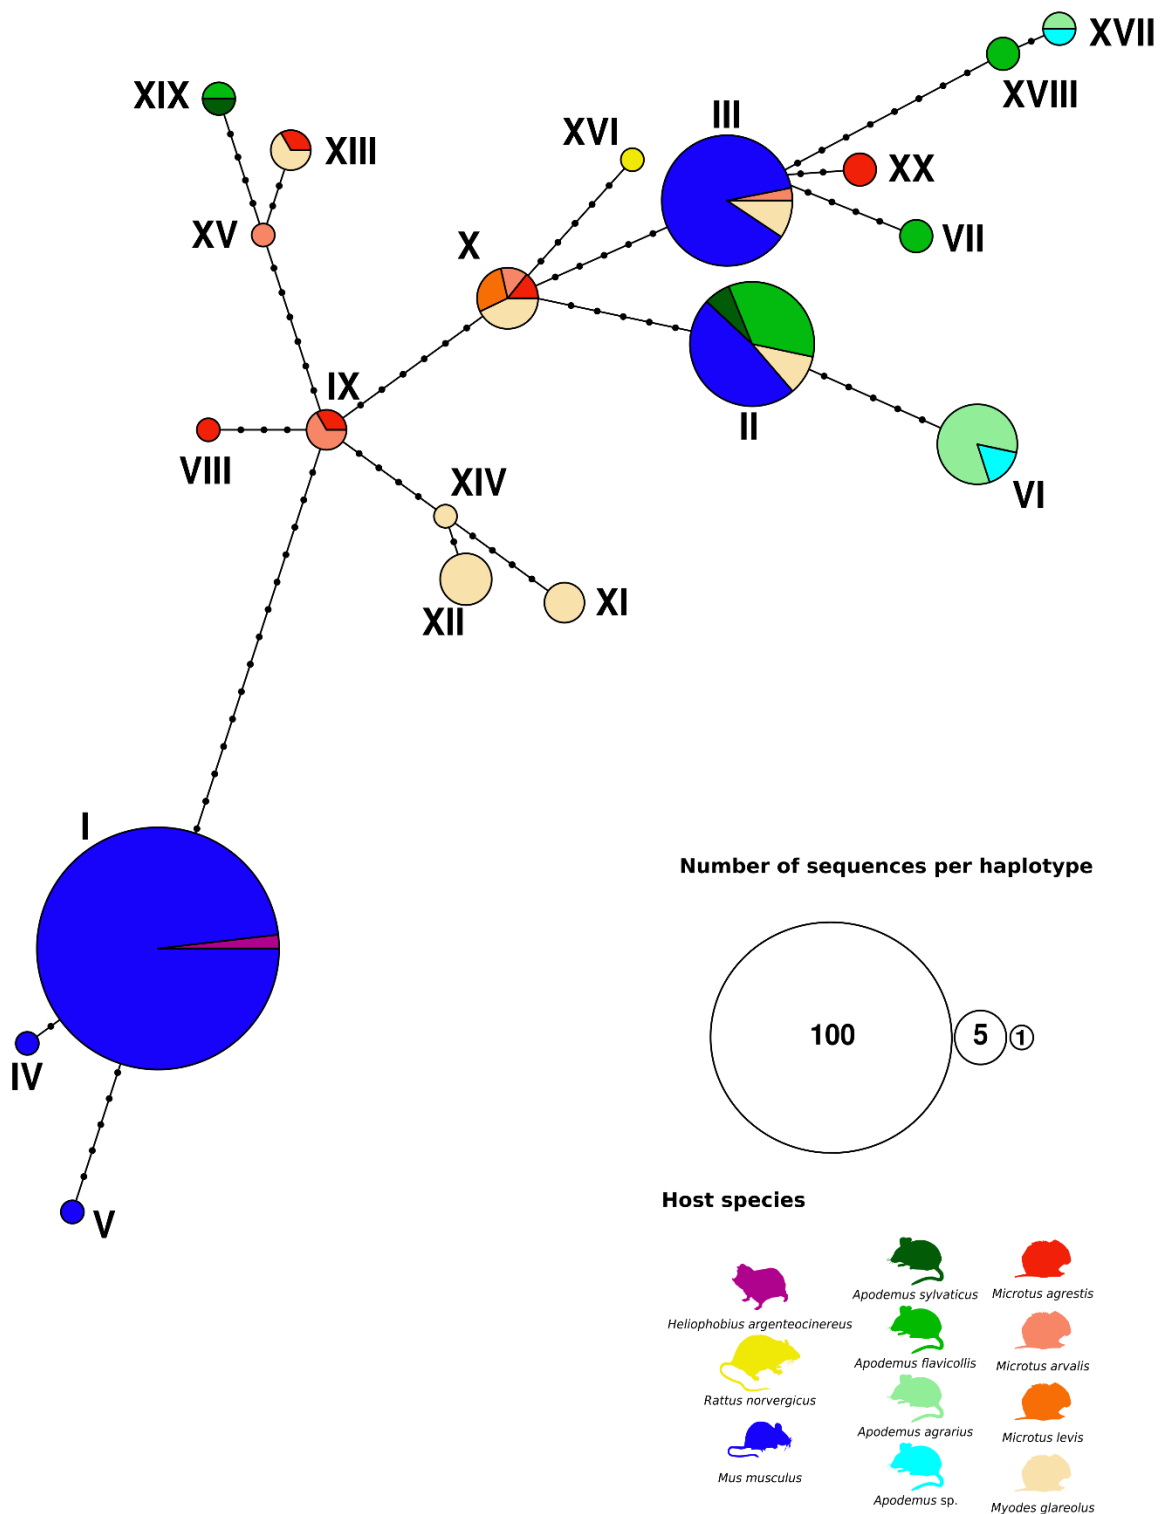 XVII
XVIII
XIX
III
XVI
XIII
XX
XV
X
VII
IX
II
VIII
XIV
VI
XI
XII
I
Number of sequences per haplotype
100
5
1
IV
V
Host species
Heliophobius argenteocinereus
Rattus norvergicus
Mus musculus
Apodemus sylvaticus
Apodemus flavicollis
Apodemus agrarius
Apodemus sp.
Microtus agrestis
Microtus arvalis
Microtus levis
Myodes glareolus